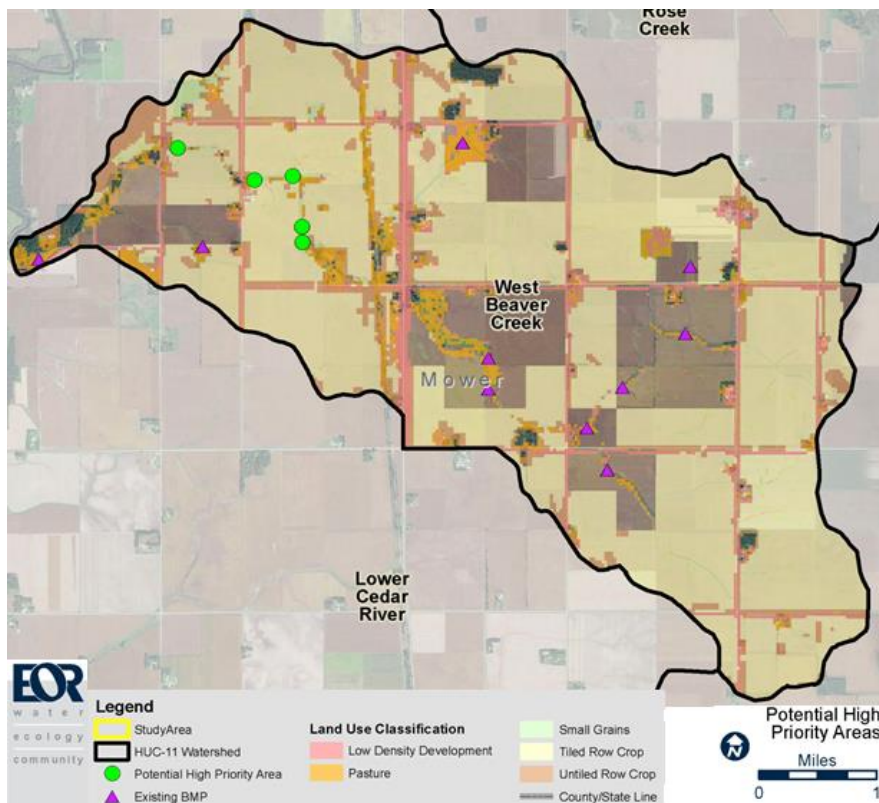 Rose
Creek
West
Beaver
Creek
Mower
Lower
Cedar
River
EOR
water
ecology
community
Legend
StudyArea
HUC-11 Watershed
Potential High Priority Area
Existing BMP
Land Use Classification
Low Density Development
Pasture
Small Grains
Tiled Row Crop
Untiled Row Crop
County/State Line
N
Potential High
Priority Areas
Miles
0 1